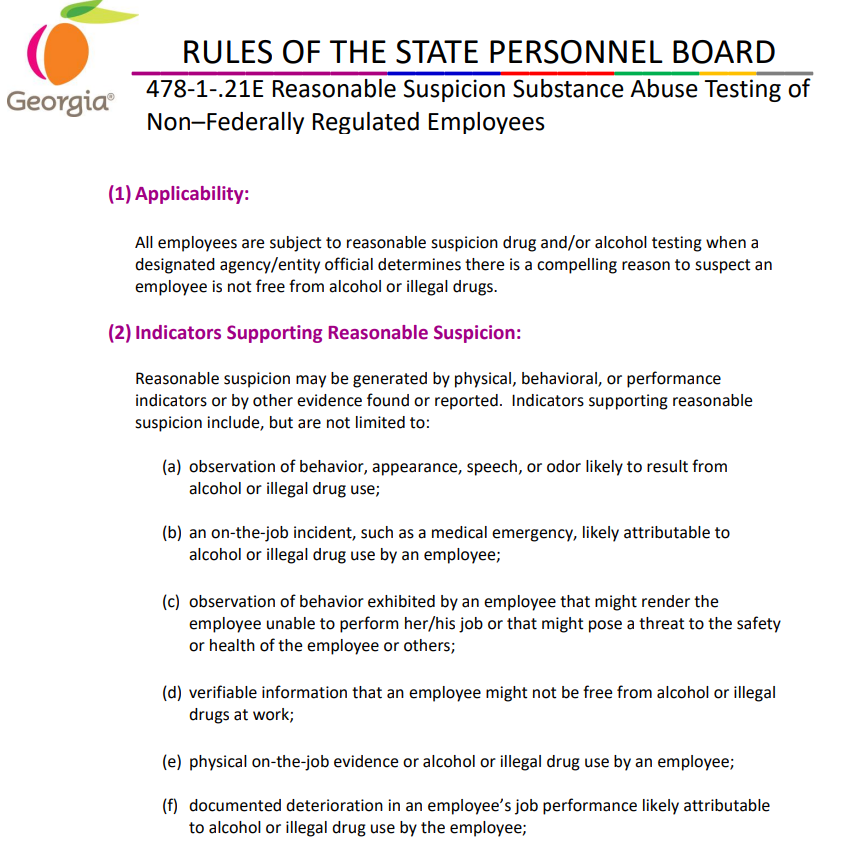 Georgia®
RULES OF THE STATE PERSONNEL BOARD
478-1-.21E Reasonable Suspicion Substance Abuse Testing of
Non–Federally Regulated Employees
(1) Applicability:
All employees are subject to reasonable suspicion drug and/or alcohol testing when a
designated agency/entity official determines there is a compelling reason to suspect an
employee is not free from alcohol or illegal drugs.
(2) Indicators Supporting Reasonable Suspicion:
Reasonable suspicion may be generated by physical, behavioral, or performance
indicators or by other evidence found or reported.  Indicators supporting reasonable
suspicion include, but are not limited to:
(a) observation of behavior, appearance, speech, or odor likely to result from
alcohol or illegal drug use;
(b) an on-the-job incident, such as a medical emergency, likely attributable to
alcohol or illegal drug use by an employee;
(c) observation of behavior exhibited by an employee that might render the
employee unable to perform her/his job or that might pose a threat to the safety
or health of the employee or others;
(d) verifiable information that an employee might not be free from alcohol or illegal
drugs at work;
(e) physical on-the-job evidence or alcohol or illegal drug use by an employee;
(f) documented deterioration in an employee’s job performance likely attributable
to alcohol or illegal drug use by the employee;